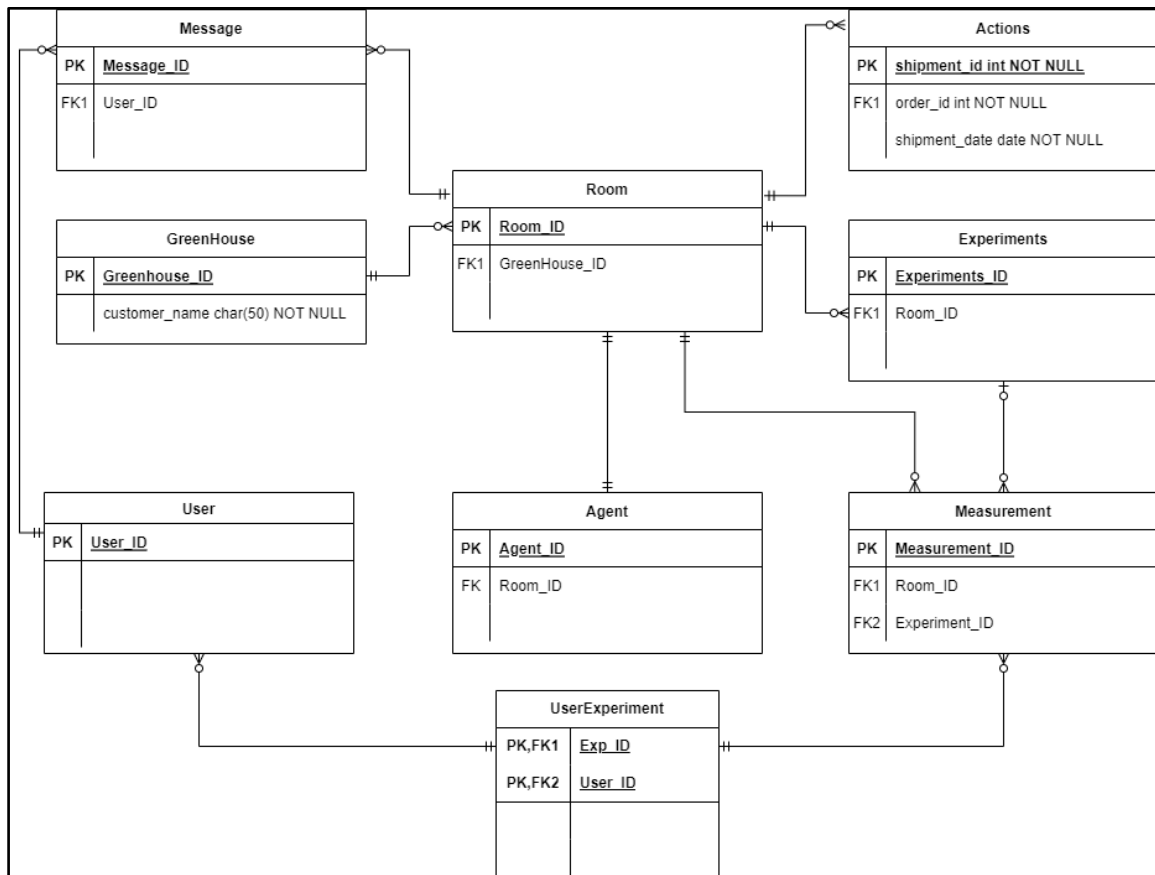 Message
PK Message_ID
FK1 User_ID
Actions
PK shipment_id int NOT NULL
FK1 order_id int NOT NULL
shipment_date date NOT NULL
Room
PK Room_ID
FK1 GreenHouse_ID
GreenHouse
PK Greenhouse_ID
customer_name char(50) NOT NULL
Experiments
PK Experiments_ID
FK1 Room_ID
User
PK User_ID
Agent
PK Agent_ID
FK Room_ID
Measurement
PK Measurement_ID
FK1 Room_ID
FK2 Experiment_ID
UserExperiment
PK,FK1 Exp_ID
PK,FK2 User_ID